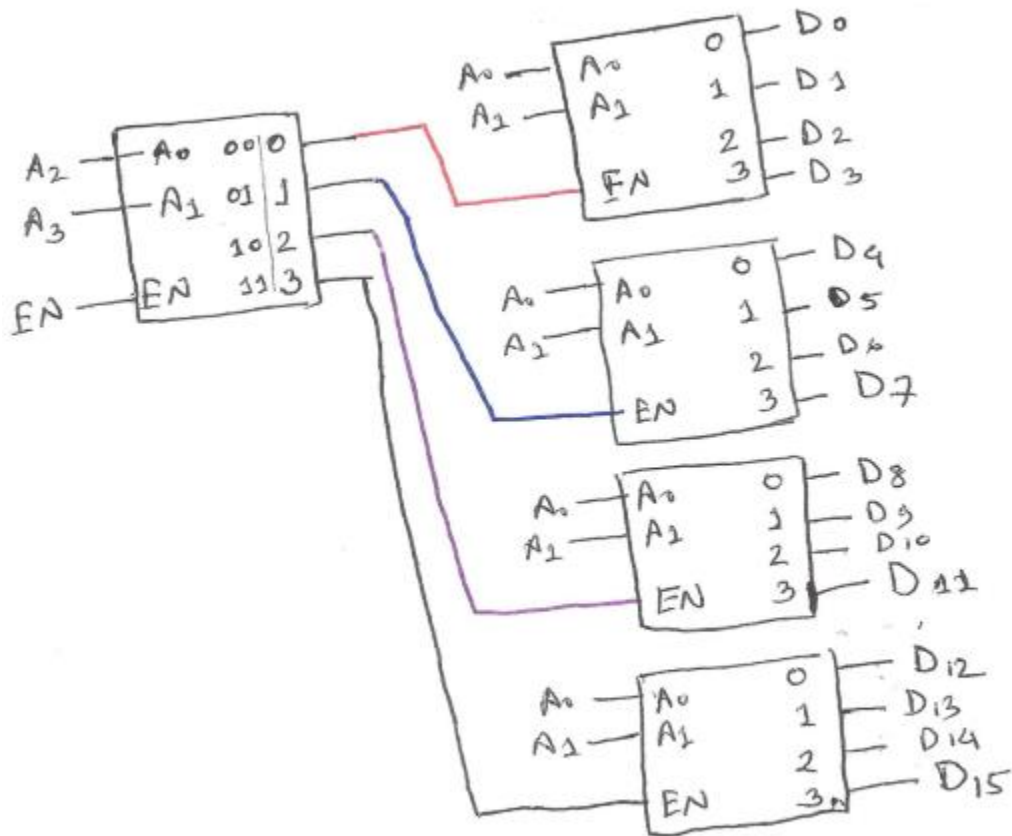 A0 A0 0 D0
A1 A1 1 D1
2 D2
EN 3 D3
A2 A0 00 0
A3 A1 01 1
10 2
EN EN 11 3
A0 A0 0 D4
A1 A1 1 D5
2 D6
EN 3 D7
A0 A0 0 D8
A1 A1 1 D9
2 D10
EN 3 D11
A0 A0 0 D12
A1 A1 1 D13
2 D14
EN 3 D15